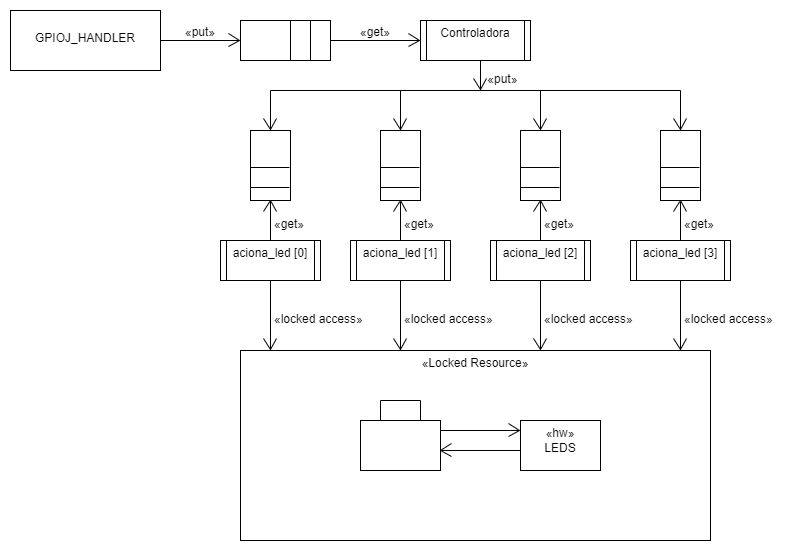 GPIOJ_HANDLER
«put»
«get»
Controladora
«put»
«get»
«get»
«get»
«get»
aciona_led [0]
aciona_led [1]
aciona_led [2]
aciona_led [3]
«locked access»
«locked access»
«locked access»
«locked access»
«Locked Resource»
«hw»
LEDS